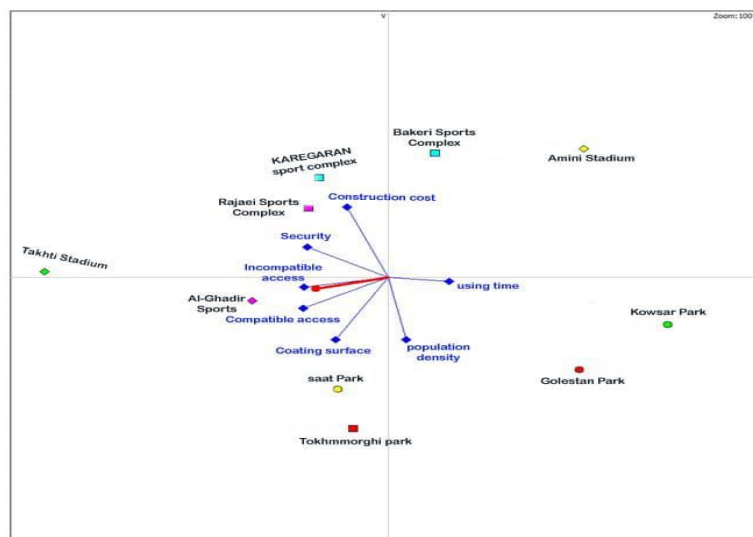 v
Zoom: 100
Bakeri Sports
Complex
Amini Stadium
KAREGARAN
sport complex
Construction cost
Rajaei Sports
Complex
Security
Takhti Stadium
Incompatible
access
using time
Al-Ghadir
Sports
Compatible access
Kowsar Park
Coating surface
population
density
saat Park
Golestan Park
Tokhmmorghi park